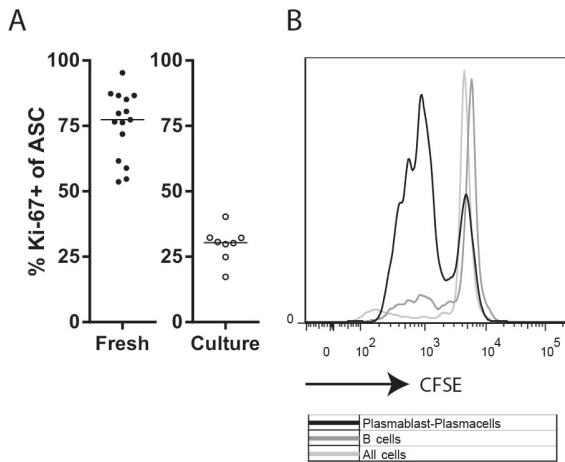 A
B
% Ki-67+ of ASC
100
75
50
25
0
Fresh
100
75
50
25
0
Culture
0
0 10^2 10^3 10^4 10^5
CFSE
Plasmablast-Plasmacells
B cells
All cells